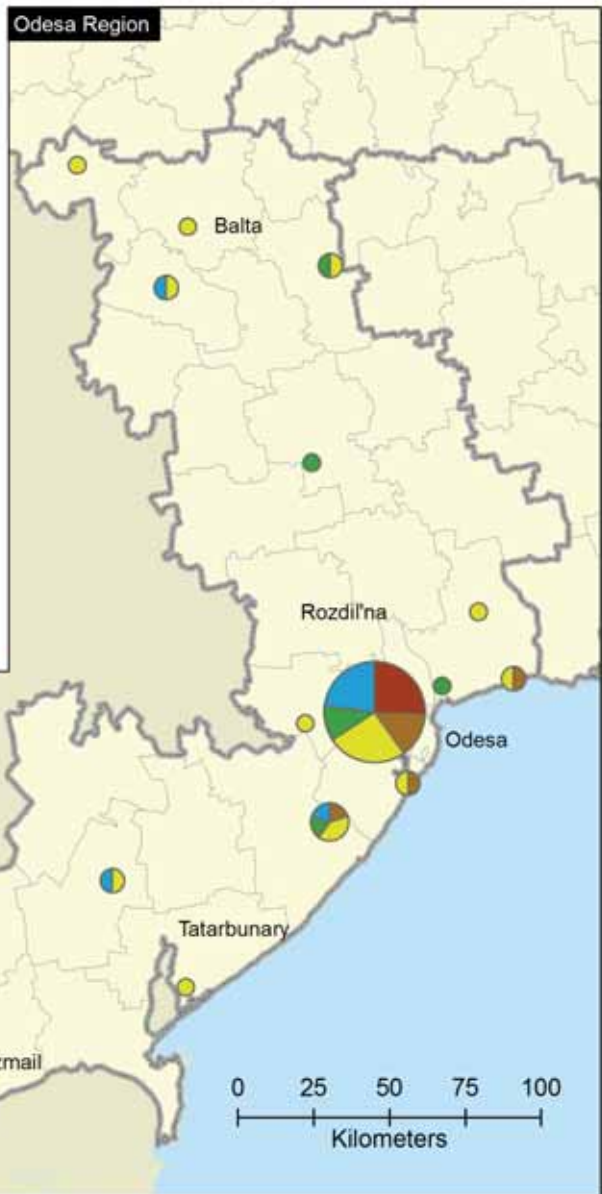 Odesa Region
Balta
Rozdil'na
Odesa
Tatarbunary
zmail
0 25 50 75 100
Kilometers